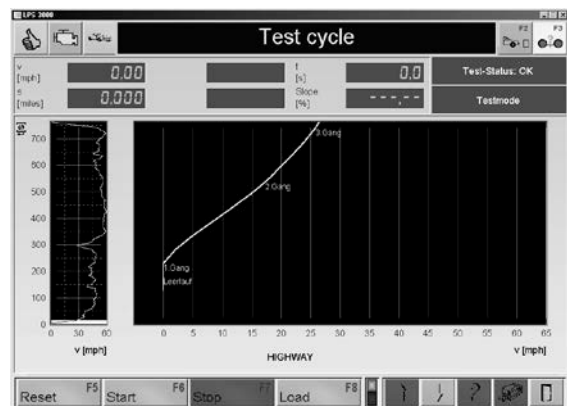 LPS 3000
Test cycle
F2
F3
v
[mph]
0.00
t
[s]
0,0
Test-Status: OK
s
[miles]
0.000
Slope
[%]
---,--
Testmode
t[s]
700
600
500
400
300
200
100
0
0 30 60
v [mph]
3.Gang
2.Gang
1.Gang
Leerlauf
0 5 10 15 20 25 30 35 40 45 50 55 60 65
HIGHWAY
v [mph]
Reset F5
Start F6
Stop F7
Load F8